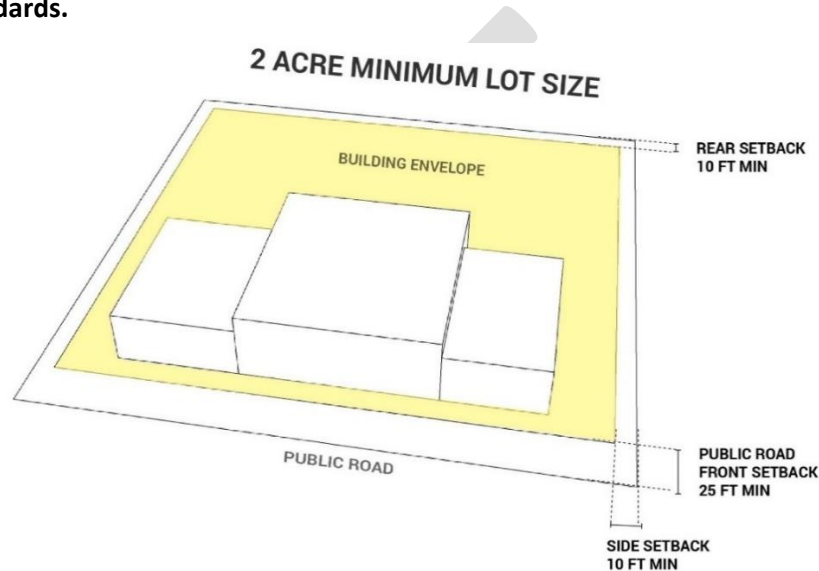 dards.
2 ACRE MINIMUM LOT SIZE
BUILDING ENVELOPE
REAR SETBACK
10 FT MIN
PUBLIC ROAD
PUBLIC ROAD
FRONT SETBACK
25 FT MIN
SIDE SETBACK
10 FT MIN